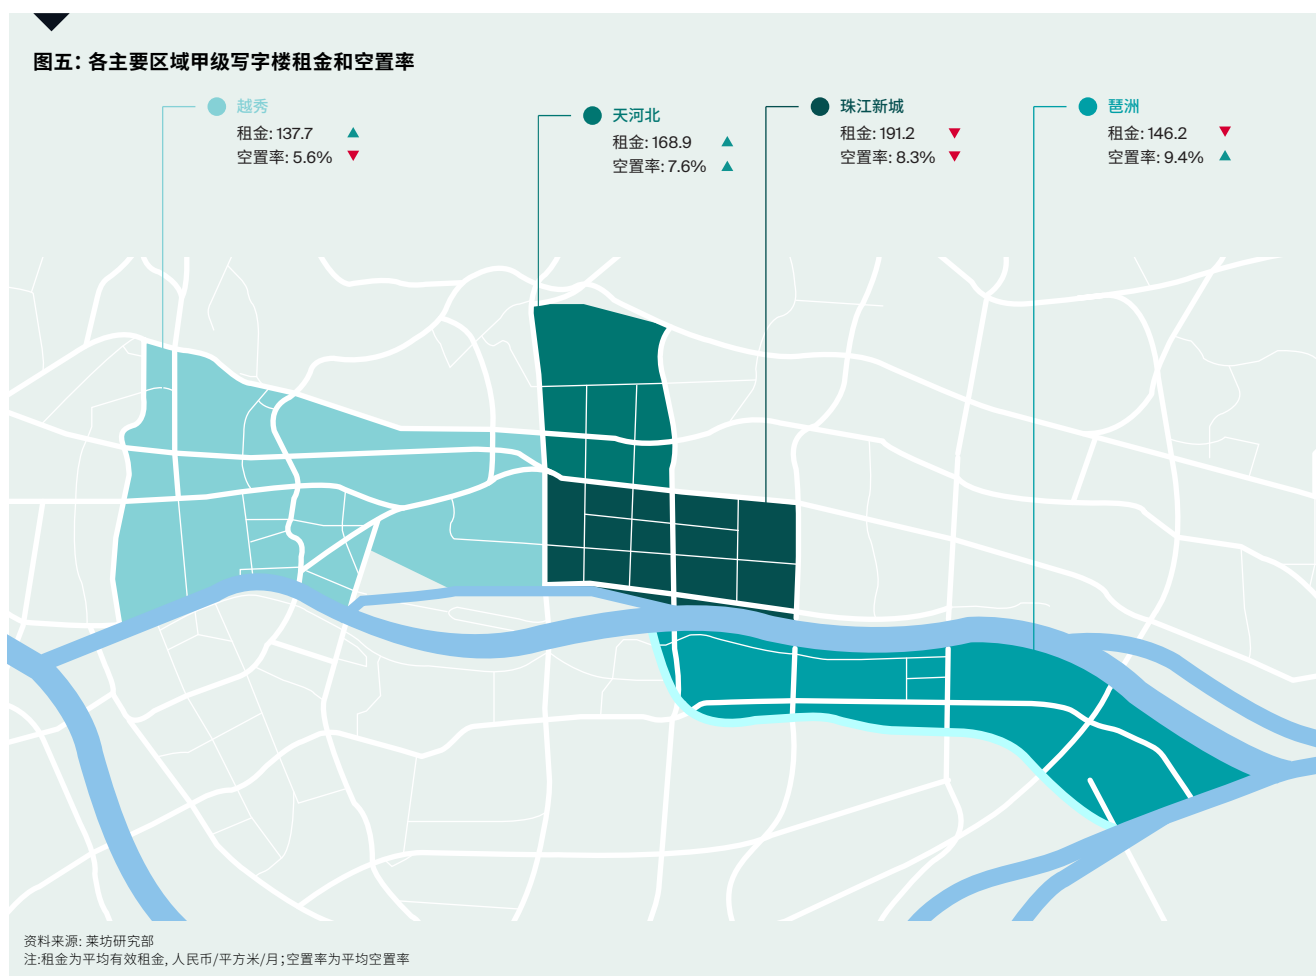 图五：各主要区域甲级写字楼租金和空置率
越秀
租金: 137.7
空置率: 5.6%
天河北
租金: 168.9
空置率: 7.6%
珠江新城
租金: 191.2
空置率: 8.3%
琶洲
租金: 146.2
空置率: 9.4%
资料来源: 莱坊研究部
注:租金为平均有效租金, 人民币/平方米/月；空置率为平均空置率